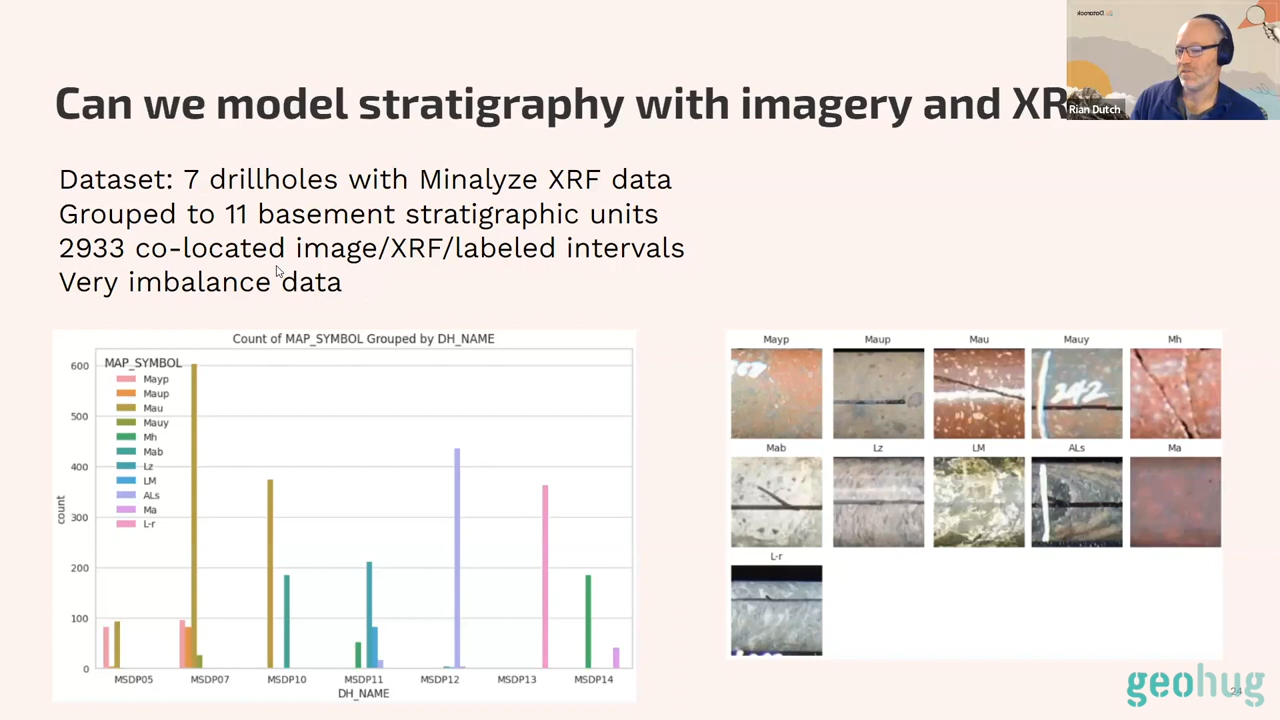 Datarock
Can we model stratigraphy with imagery and XR
Rian Dutch
Dataset: 7 drillholes with Minalyze XRF data
Grouped to 11 basement stratigraphic units
2933 co-located image/XRF/labeled intervals
Very imbalance data
Count of MAP_SYMBOL Grouped by DH_NAME
MAP_SYMBOL
Mayp
Maup
Mau
Mauy
Mh
Mab
Lz
LM
ALs
Ma
L-r
600
500
400
300
200
100
0
count
MSDP05 MSDP07 MSDP10 MSDP11 MSDP12 MSDP13 MSDP14
DH_NAME
Mayp Maup Mau Mauy Mh
242
Mab Lz LM ALs Ma
L-r
geohug
24